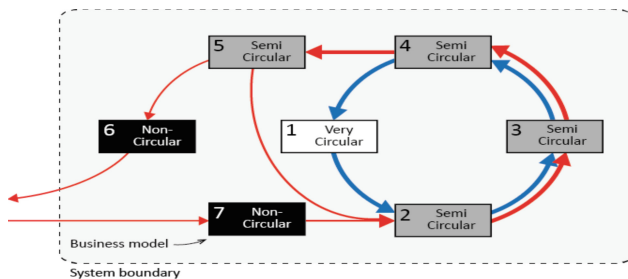 5 Semi
Circular
4 Semi
Circular
6 Non-
Circular
1 Very
Circular
3 Semi
Circular
7 Non-
Circular
2 Semi
Circular
Business model
System boundary